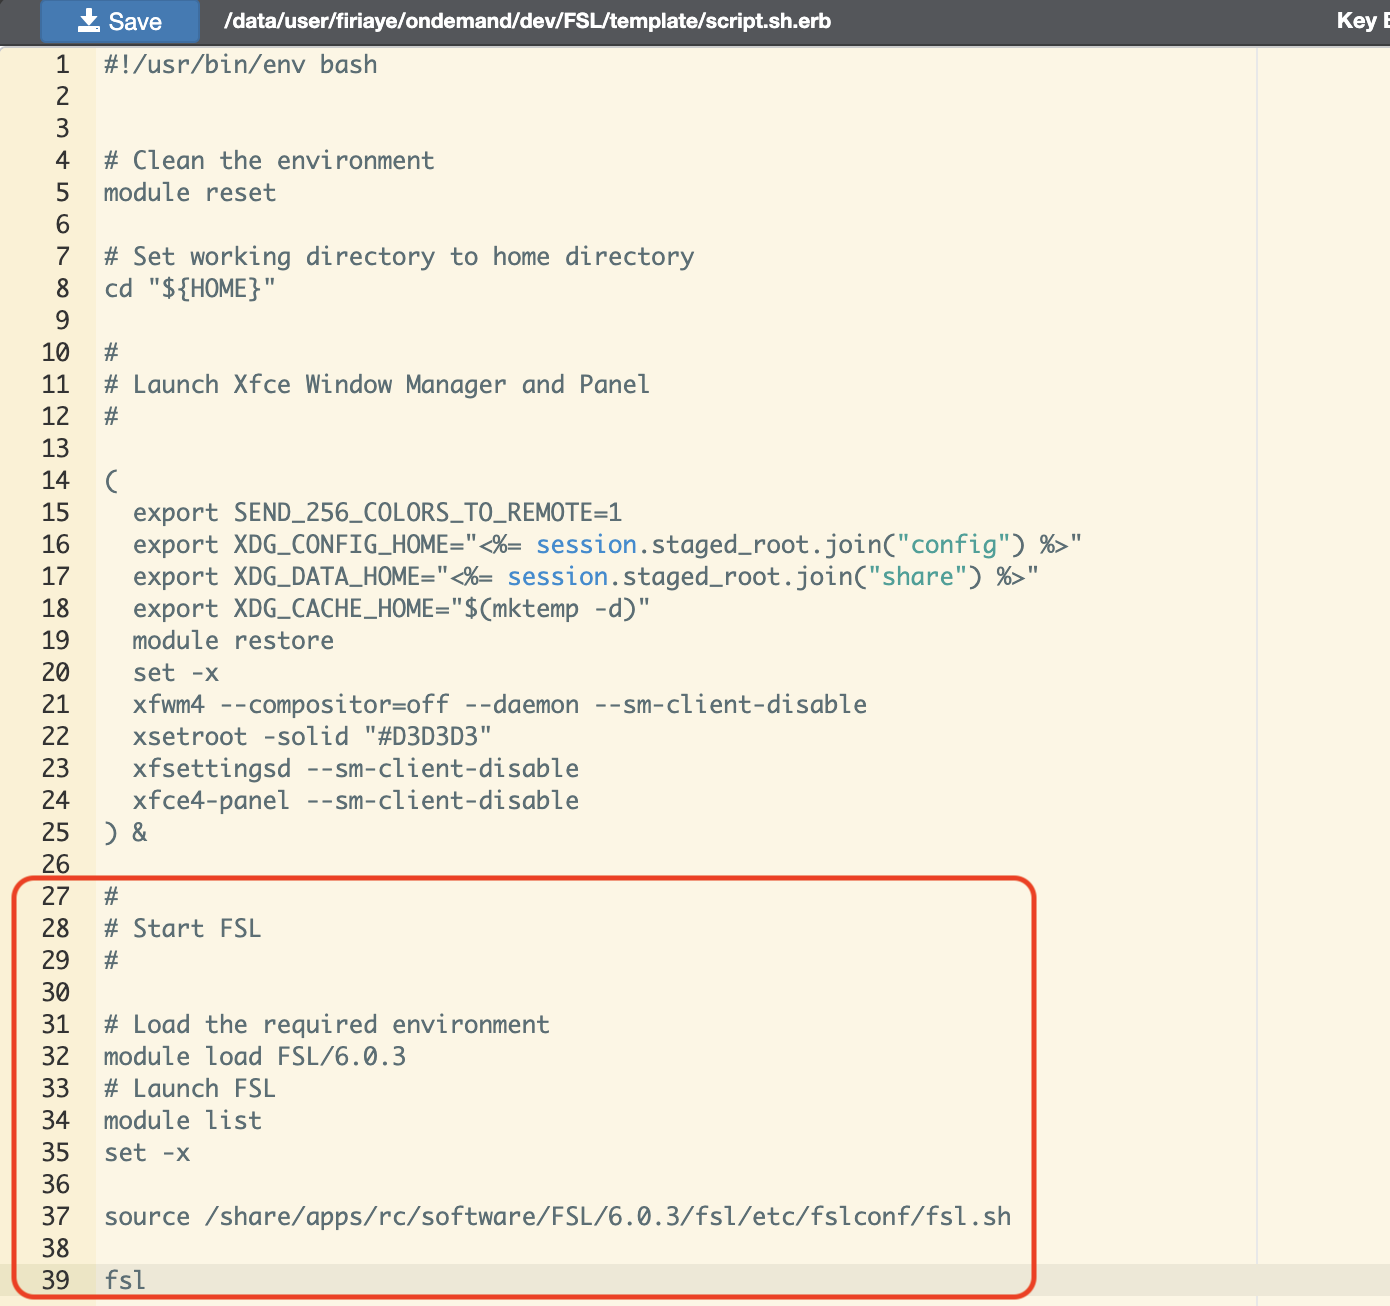 Save /data/user/firiaye/ondemand/dev/FSL/template/script.sh.erb Key
1 #!/usr/bin/env bash
2
3
4 # Clean the environment
5 module reset
6
7 # Set working directory to home directory
8 cd "${HOME}"
9
10 #
11 # Launch Xfce Window Manager and Panel
12 #
13
14 (
15   export SEND_256_COLORS_TO_REMOTE=1
16   export XDG_CONFIG_HOME="<%= session.staged_root.join("config") %>"
17   export XDG_DATA_HOME="<%= session.staged_root.join("share") %>"
18   export XDG_CACHE_HOME="$(mktemp -d)"
19   module restore
20   set -x
21   xfwm4 --compositor=off --daemon --sm-client-disable
22   xsetroot -solid "#D3D3D3"
23   xfsettingsd --sm-client-disable
24   xfce4-panel --sm-client-disable
25 ) &
26
27 #
28 # Start FSL
29 #
30
31 # Load the required environment
32 module load FSL/6.0.3
33 # Launch FSL
34 module list
35 set -x
36
37 source /share/apps/rc/software/FSL/6.0.3/fsl/etc/fslconf/fsl.sh
38
39 fsl